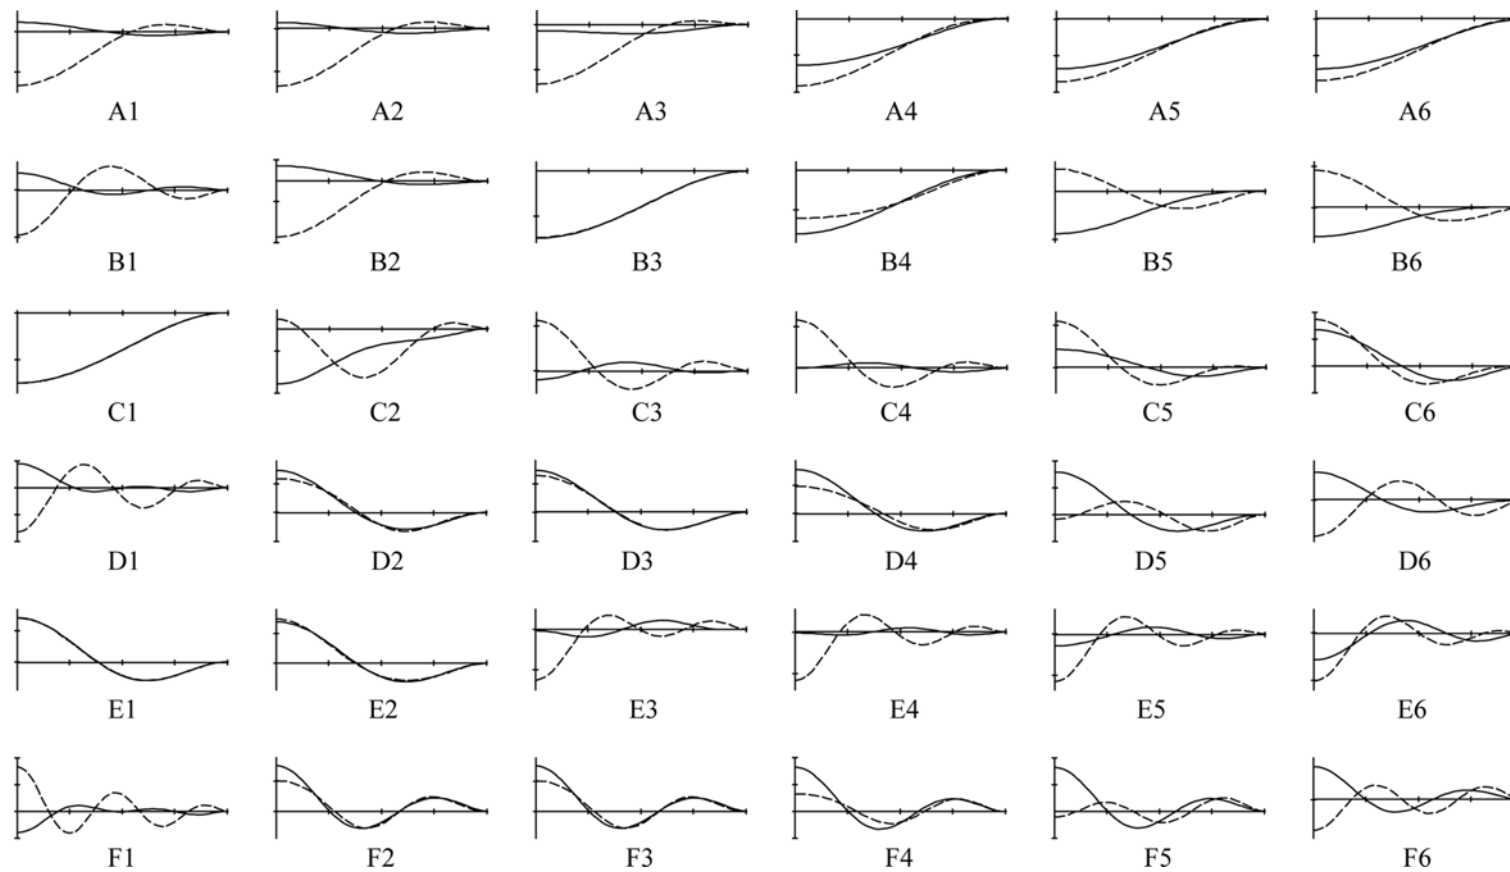 A1 A2 A3 A4 A5 A6
B1 B2 B3 B4 B5 B6
C1 C2 C3 C4 C5 C6
D1 D2 D3 D4 D5 D6
E1 E2 E3 E4 E5 E6
F1 F2 F3 F4 F5 F6